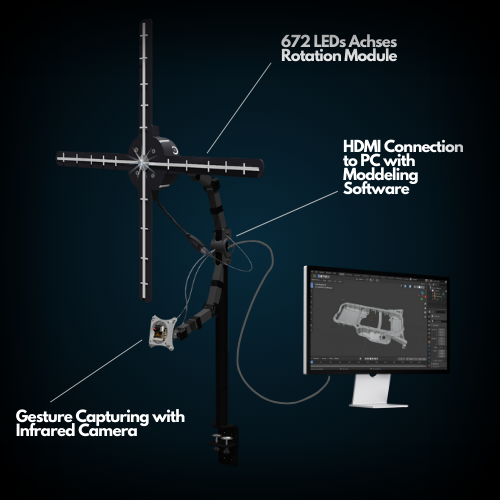 672 LEDs Achses
Rotation Module
HDMI Connection
to PC with
Moddeling
Software
Gesture Capturing with
Infrared Camera